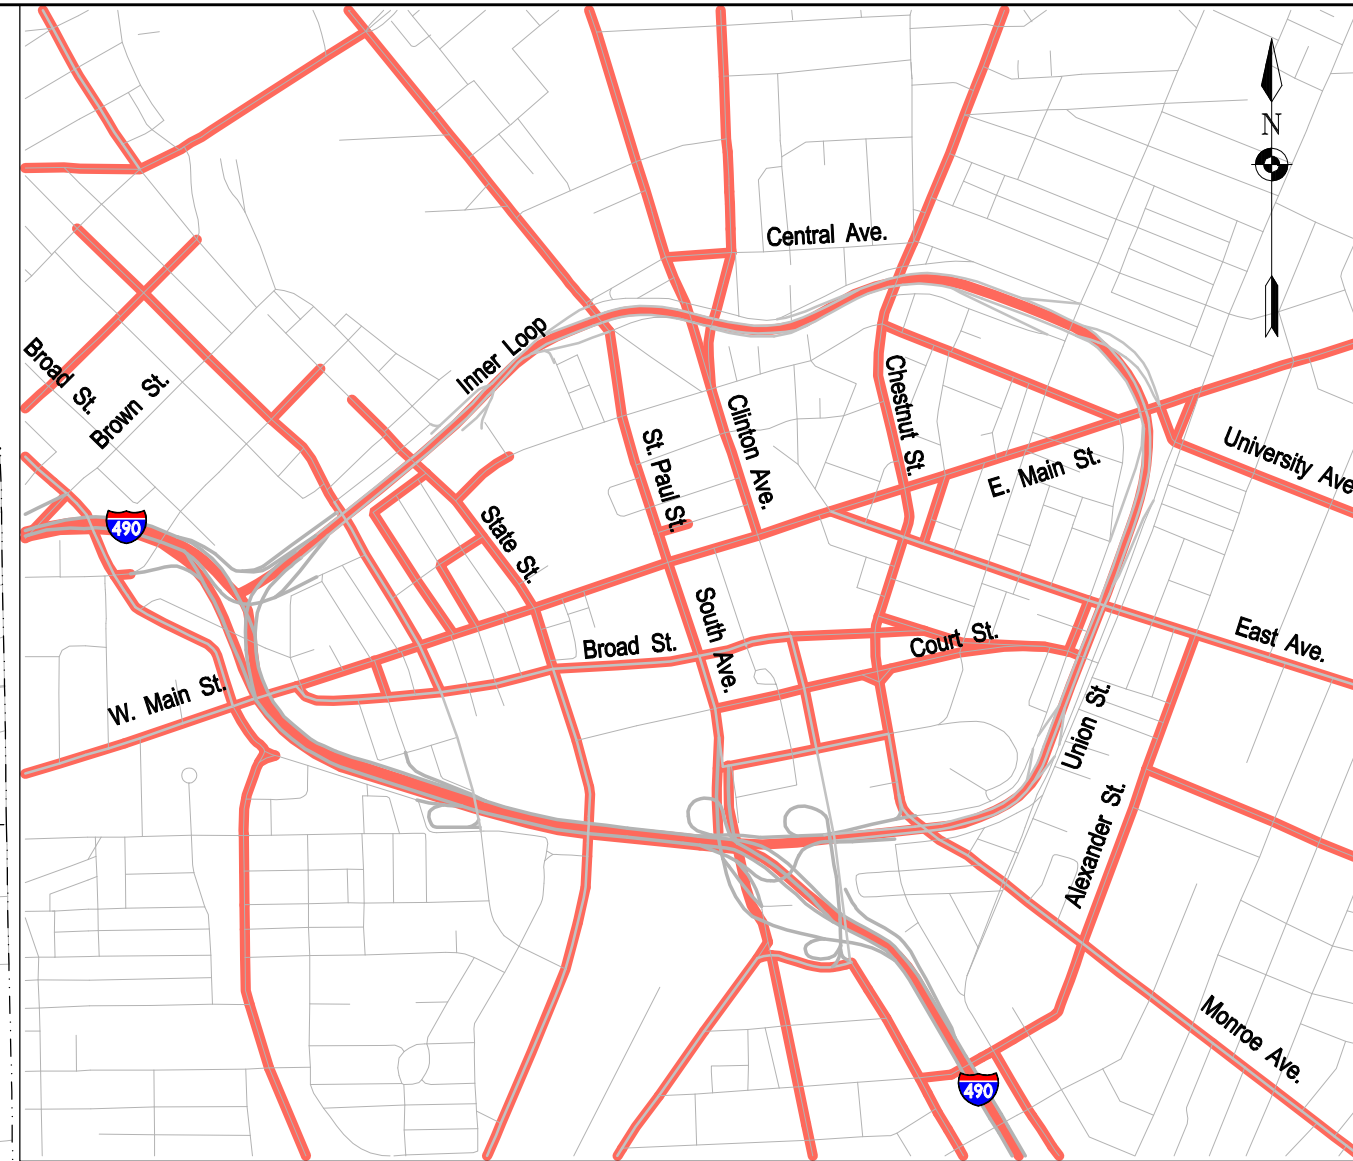 N
Central Ave.
Inner Loop
Broad St.
Brown St.
Chestnut St.
Clinton Ave.
St. Paul St.
University Ave
E. Main St.
490
State St.
South Ave.
Broad St.
Court St.
East Ave.
W. Main St.
Union St.
Alexander St.
Monroe Ave.
490